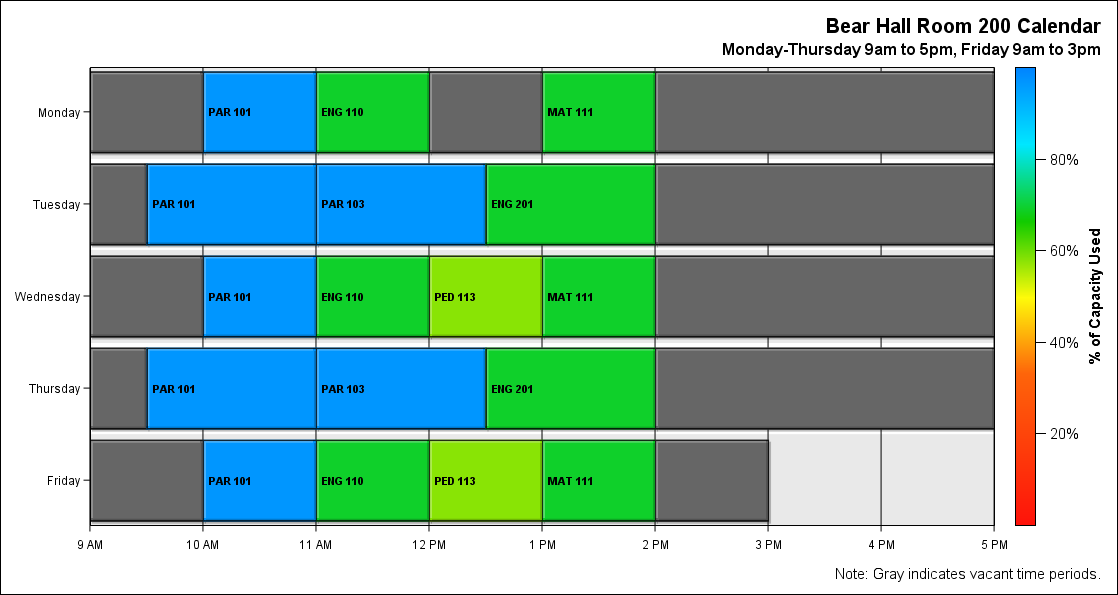 Bear Hall Room 200 Calendar
Monday-Thursday 9am to 5pm, Friday 9am to 3pm
Monday
PAR 101
ENG 110
MAT 111
Tuesday
PAR 101
PAR 103
ENG 201
Wednesday
PAR 101
ENG 110
PED 113
MAT 111
Thursday
PAR 101
PAR 103
ENG 201
Friday
PAR 101
ENG 110
PED 113
MAT 111
9 AM
10 AM
11 AM
12 PM
1 PM
2 PM
3 PM
4 PM
5 PM
80%
60%
40%
20%
% of Capacity Used
Note: Gray indicates vacant time periods.